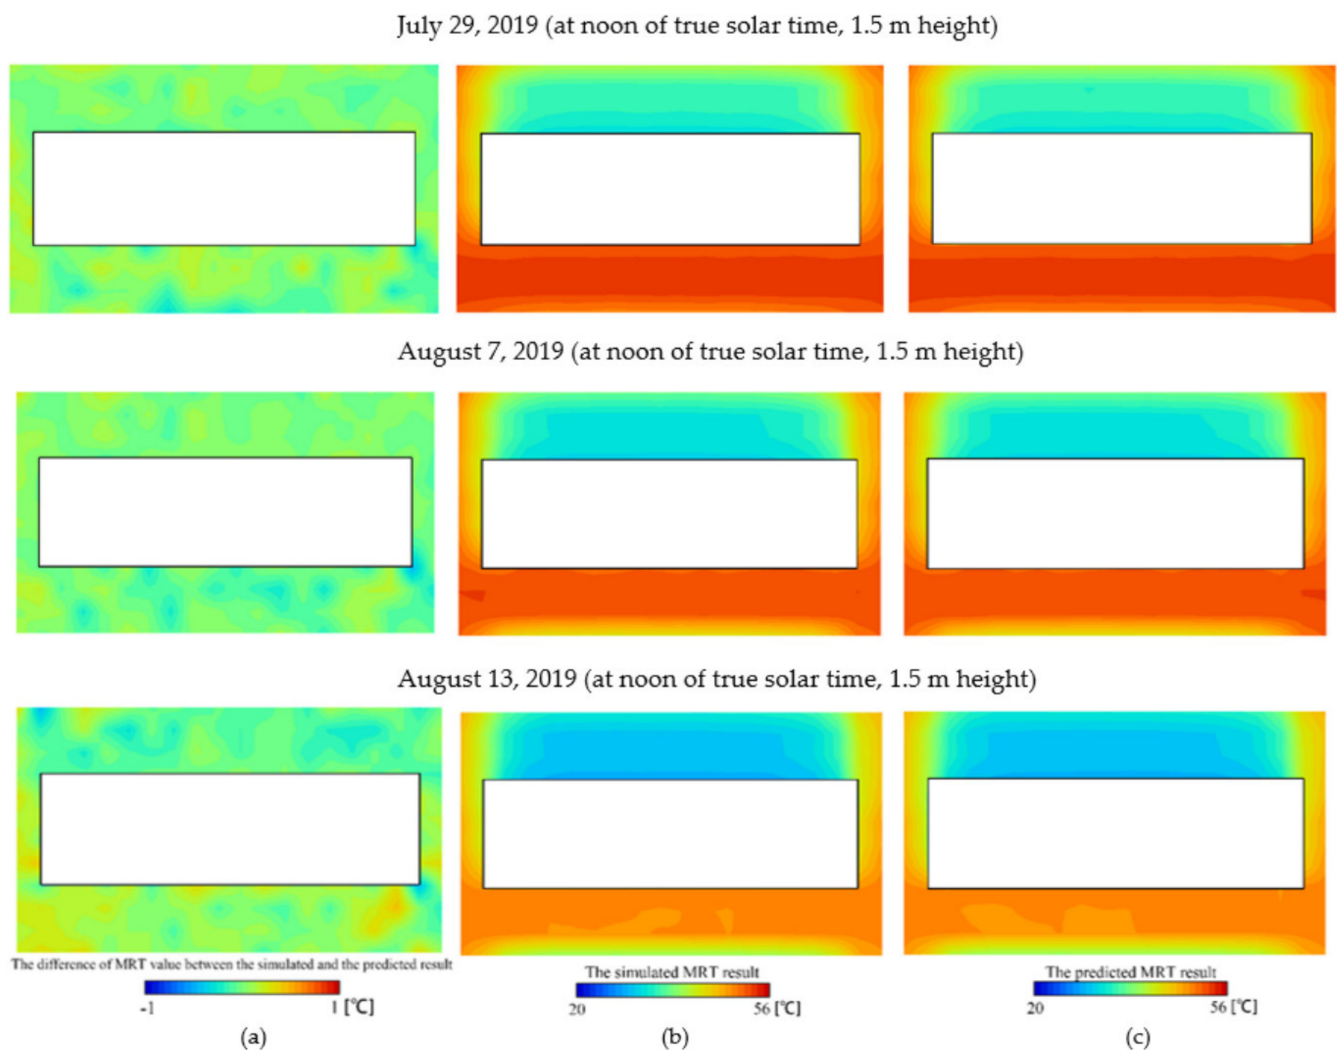 July 29, 2019 (at noon of true solar time, 1.5 m height)
August 7, 2019 (at noon of true solar time, 1.5 m height)
August 13, 2019 (at noon of true solar time, 1.5 m height)
The difference of MRT value between the simulated and the predicted result
-1 1 [℃]
(a)
The simulated MRT result
20 56 [℃]
(b)
The predicted MRT result
20 56 [℃]
(c)